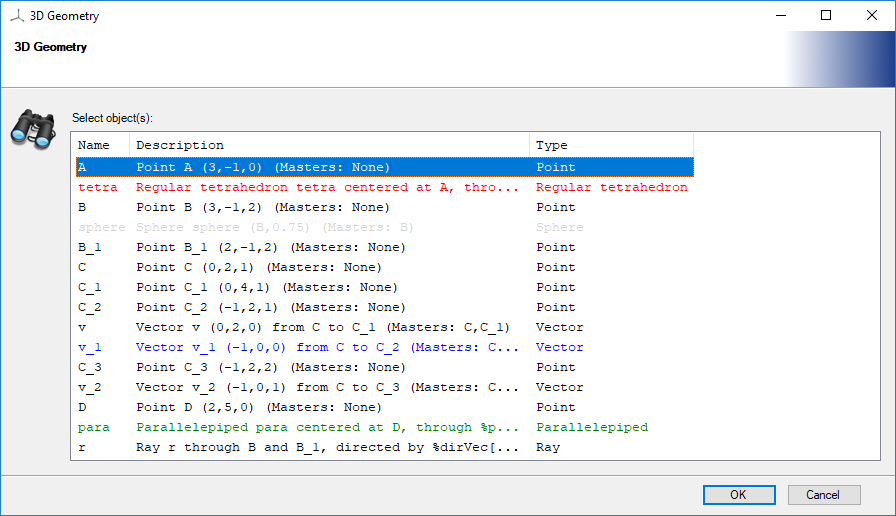 3D Geometry
3D Geometry
Select object(s):
Name Description Type
A Point A (3,-1,0) (Masters: None) Point
tetra Regular tetrahedron tetra centered at A, thro... Regular tetrahedron
B Point B (3,-1,2) (Masters: None) Point
sphere Sphere sphere (B,0.75) (Masters: B) Sphere
B_1 Point B_1 (2,-1,2) (Masters: None) Point
C Point C (0,2,1) (Masters: None) Point
C_1 Point C_1 (0,4,1) (Masters: None) Point
C_2 Point C_2 (-1,2,1) (Masters: None) Point
v Vector v (0,2,0) from C to C_1 (Masters: C,C_1) Vector
v_1 Vector v_1 (-1,0,0) from C to C_2 (Masters: C... Vector
C_3 Point C_3 (-1,2,2) (Masters: None) Point
v_2 Vector v_2 (-1,0,1) from C to C_3 (Masters: C... Vector
D Point D (2,5,0) (Masters: None) Point
para Parallelepiped para centered at D, through %p... Parallelepiped
r Ray r through B and B_1, directed by %dirVec[... Ray
OK Cancel